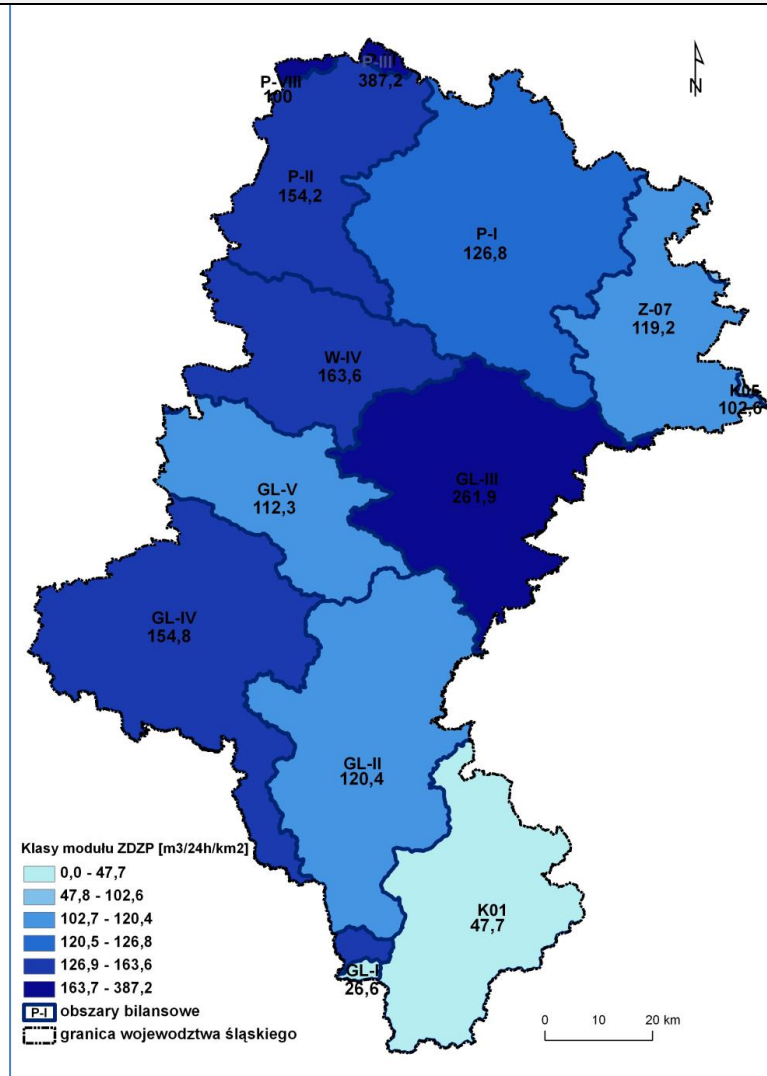 N
P-III
387,2
P-VIII
100
P-II
154,2
P-I
126,8
Z-07
119,2
W-IV
163,6
K05
102,6
GL-III
261,9
GL-V
112,3
GL-IV
154,8
GL-II
120,4
K01
47,7
GL-I
26,6
Klasy modułu ZDZP [m3/24h/km2]
0,0 - 47,7
47,8 - 102,6
102,7 - 120,4
120,5 - 126,8
126,9 - 163,6
163,7 - 387,2
P-I obszary bilansowe
granica wojewodztwa śląskiego
0 10 20 km